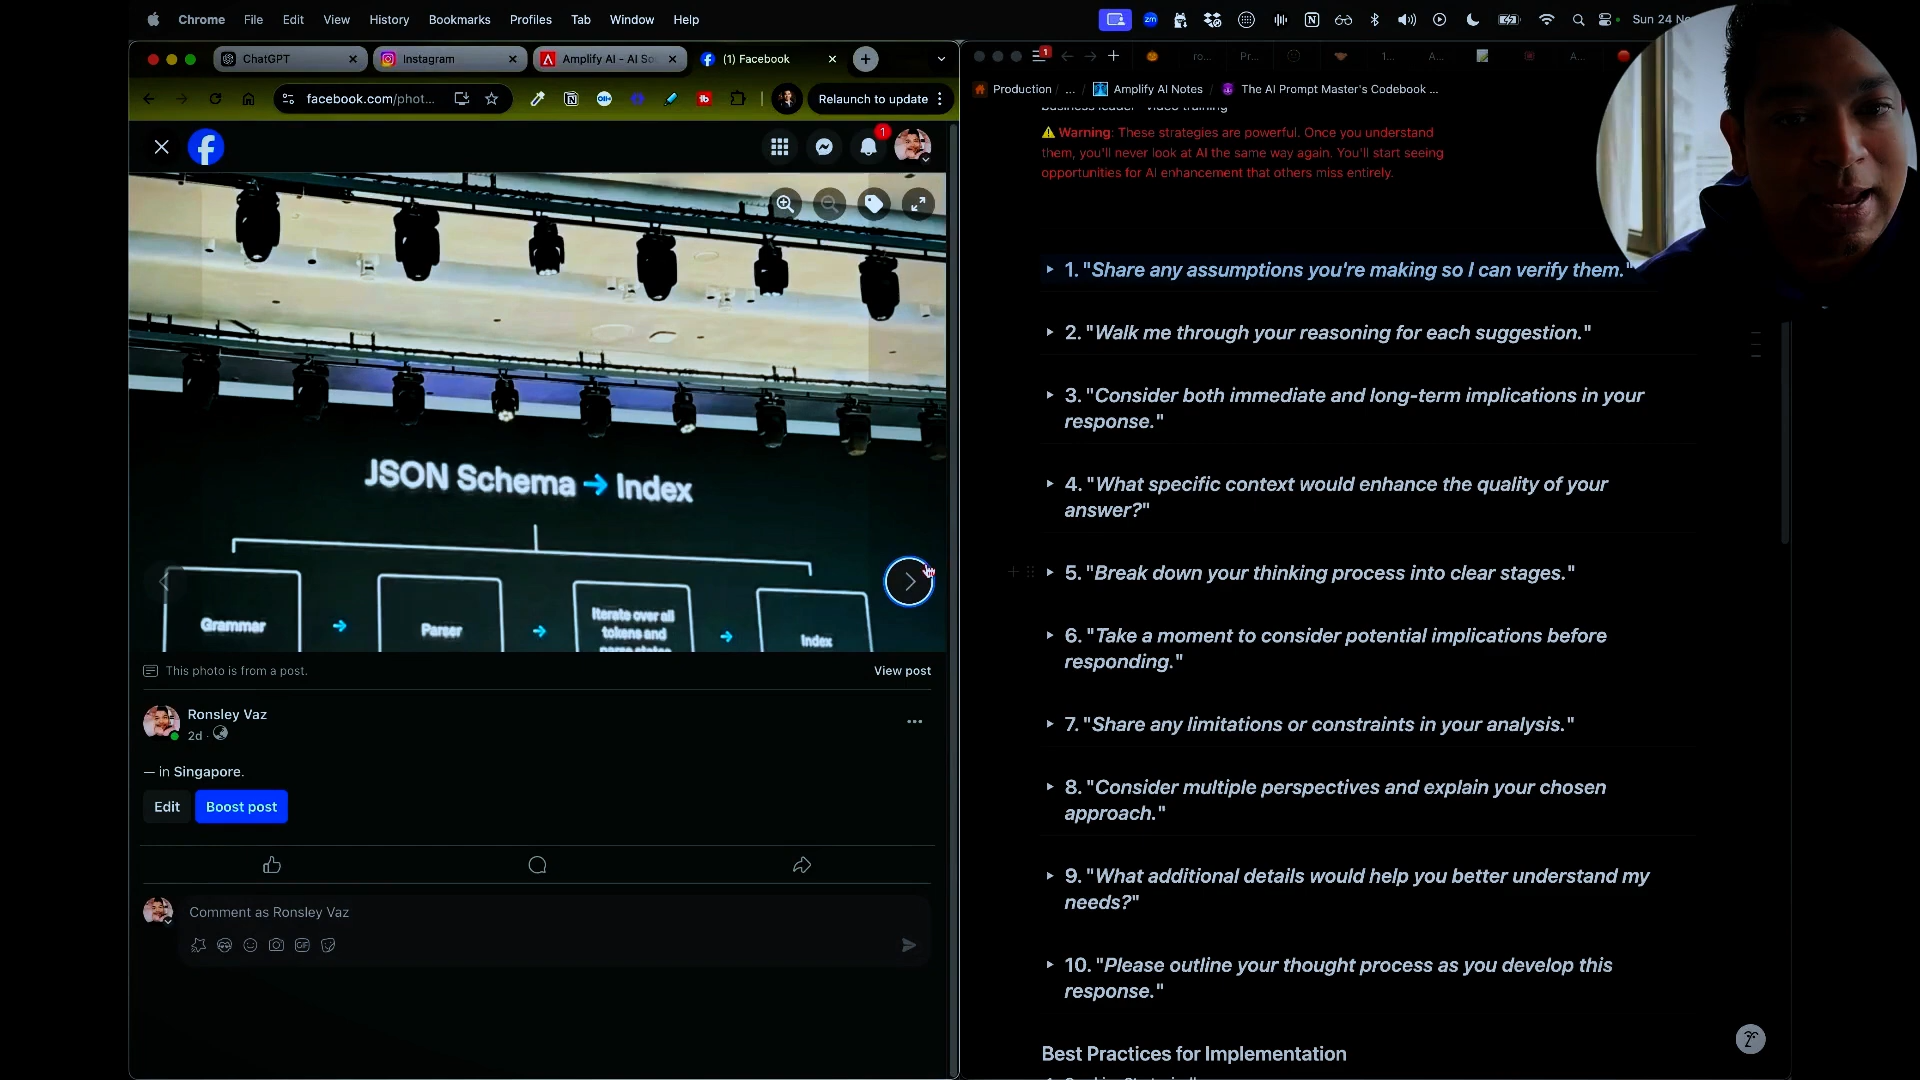 Chrome File Edit View History Bookmarks Profiles Tab Window Help
zm
Sun 24
ChatGPT
Instagram
Amplify AI - AI So
(1) Facebook
facebook.com/phot...
Relaunch to update
1
Production / ... / Amplify AI Notes / The AI Prompt Master's Codebook ...
Warning: These strategies are powerful. Once you understand
them, you'll never look at AI the same way again. You'll start seeing
opportunities for AI enhancement that others miss entirely.
1
JSON Schema → Index
Grammar → Parser → Iterate over all
tokens and
→ Index
This photo is from a post.
View post
Ronsley Vaz
2d
— in Singapore.
Edit
Boost post
Comment as Ronsley Vaz
GIF
1. "Share any assumptions you're making so I can verify them."
2. "Walk me through your reasoning for each suggestion."
3. "Consider both immediate and long-term implications in your
response."
4. "What specific context would enhance the quality of your
answer?"
5. "Break down your thinking process into clear stages."
6. "Take a moment to consider potential implications before
responding."
7. "Share any limitations or constraints in your analysis."
8. "Consider multiple perspectives and explain your chosen
approach."
9. "What additional details would help you better understand my
needs?"
10. "Please outline your thought process as you develop this
response."
Best Practices for Implementation